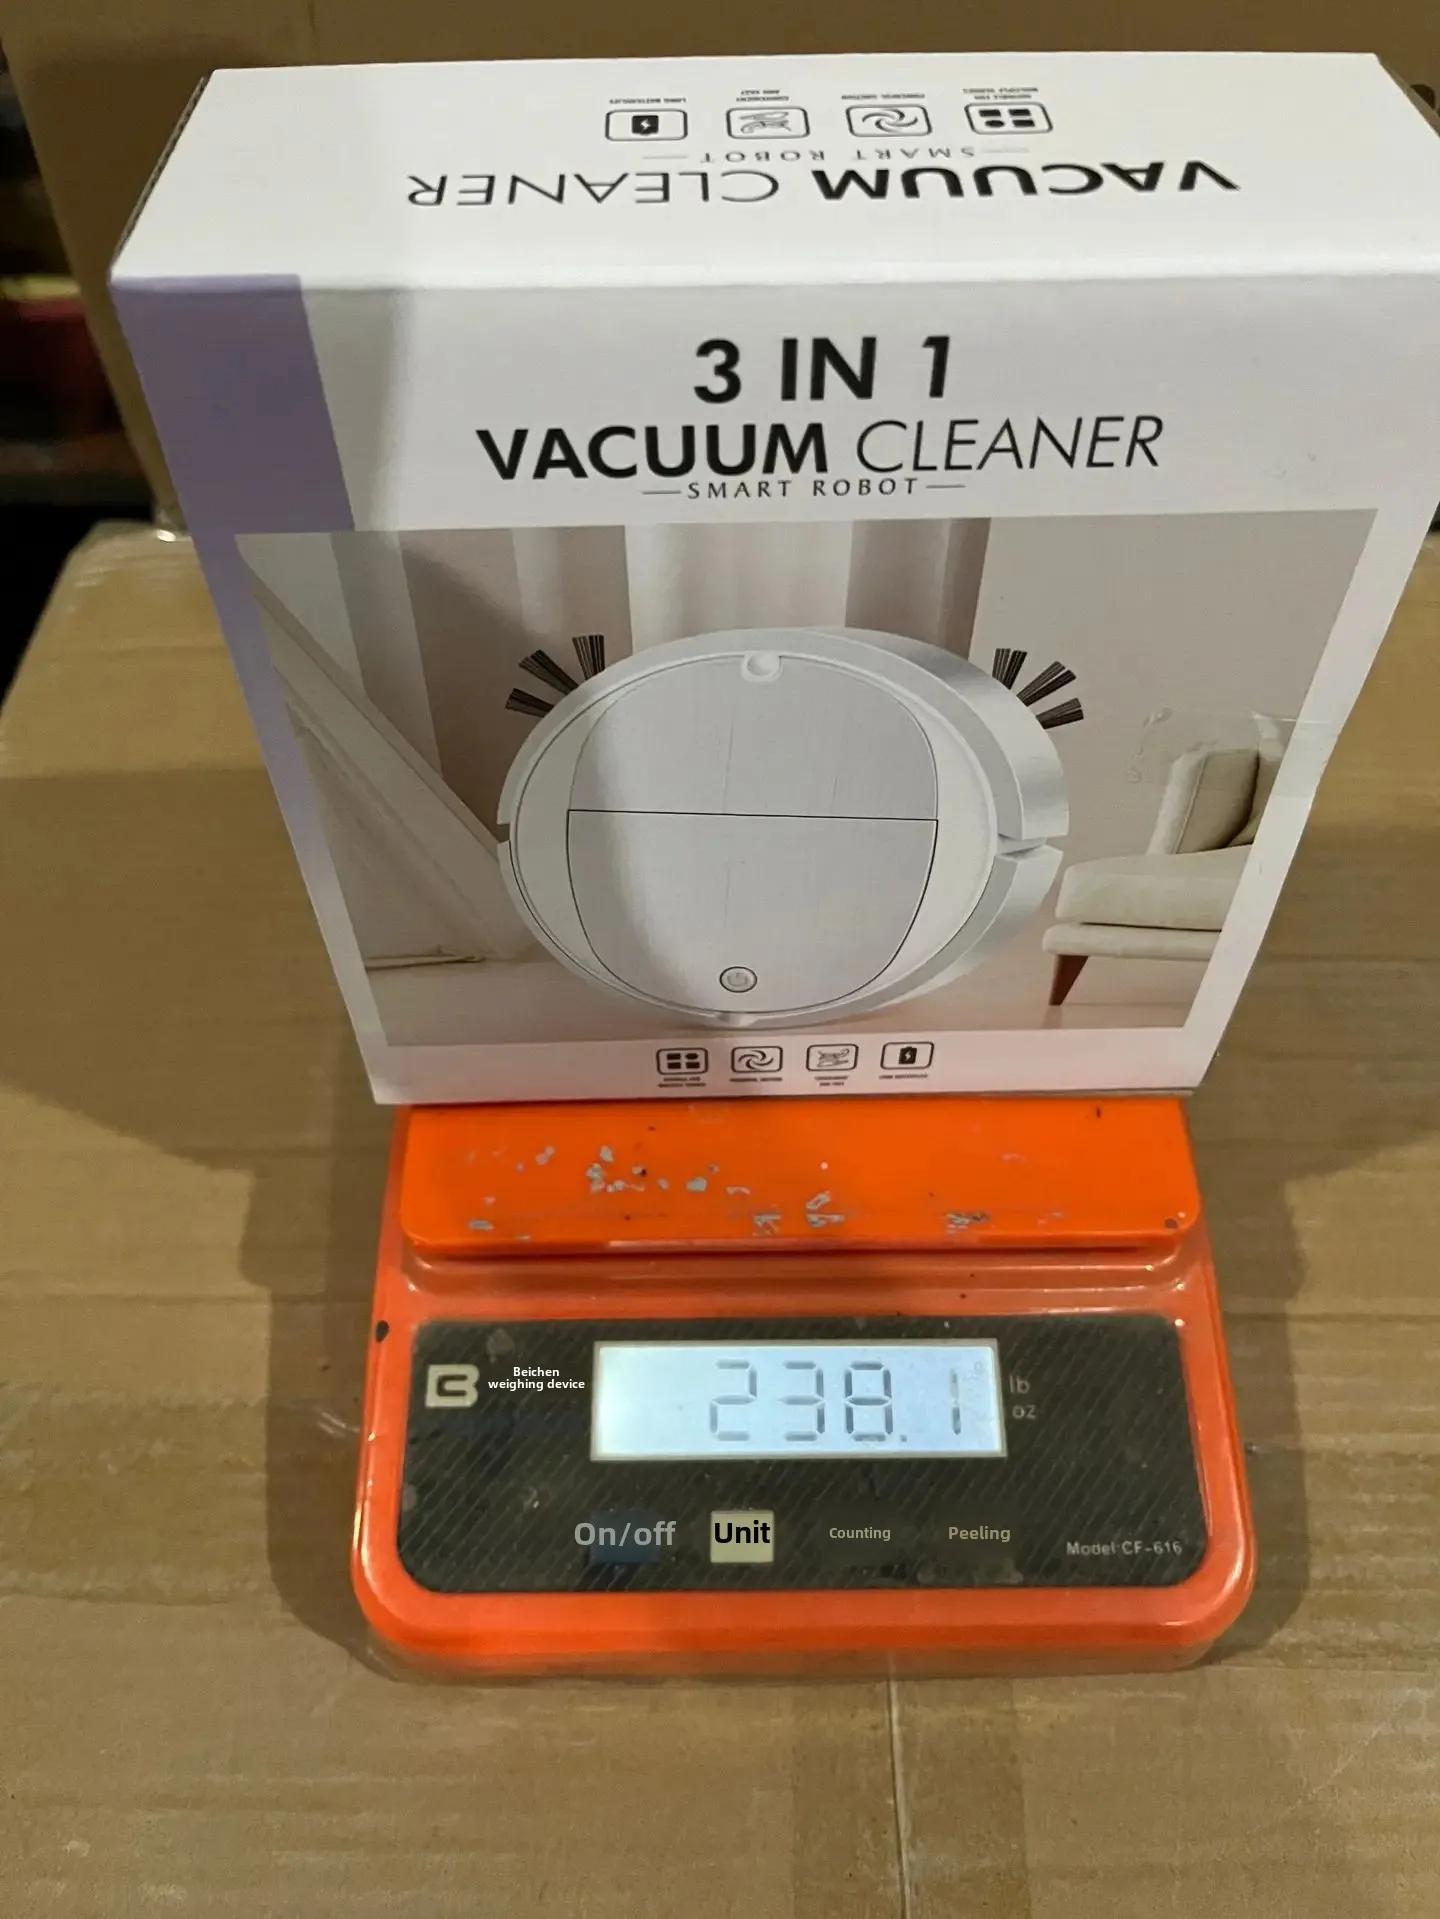 VACUUM CLEANER
SMART ROBOT
3 IN 1
VACUUM CLEANER
SMART ROBOT
Beichen
weighing device
238.1
lb
oz
On/off
Unit
Counting
Peeling
Model:CF-616